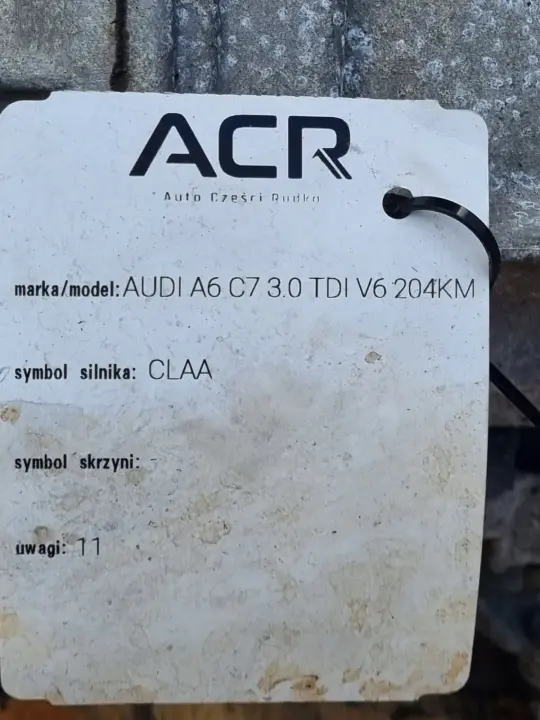 ACR
Auto Części Rudko
marka/model: AUDI A6 C7 3.0 TDI V6 204KM
symbol silnika: CLAA
symbol skrzyni: -
uwagi: 11